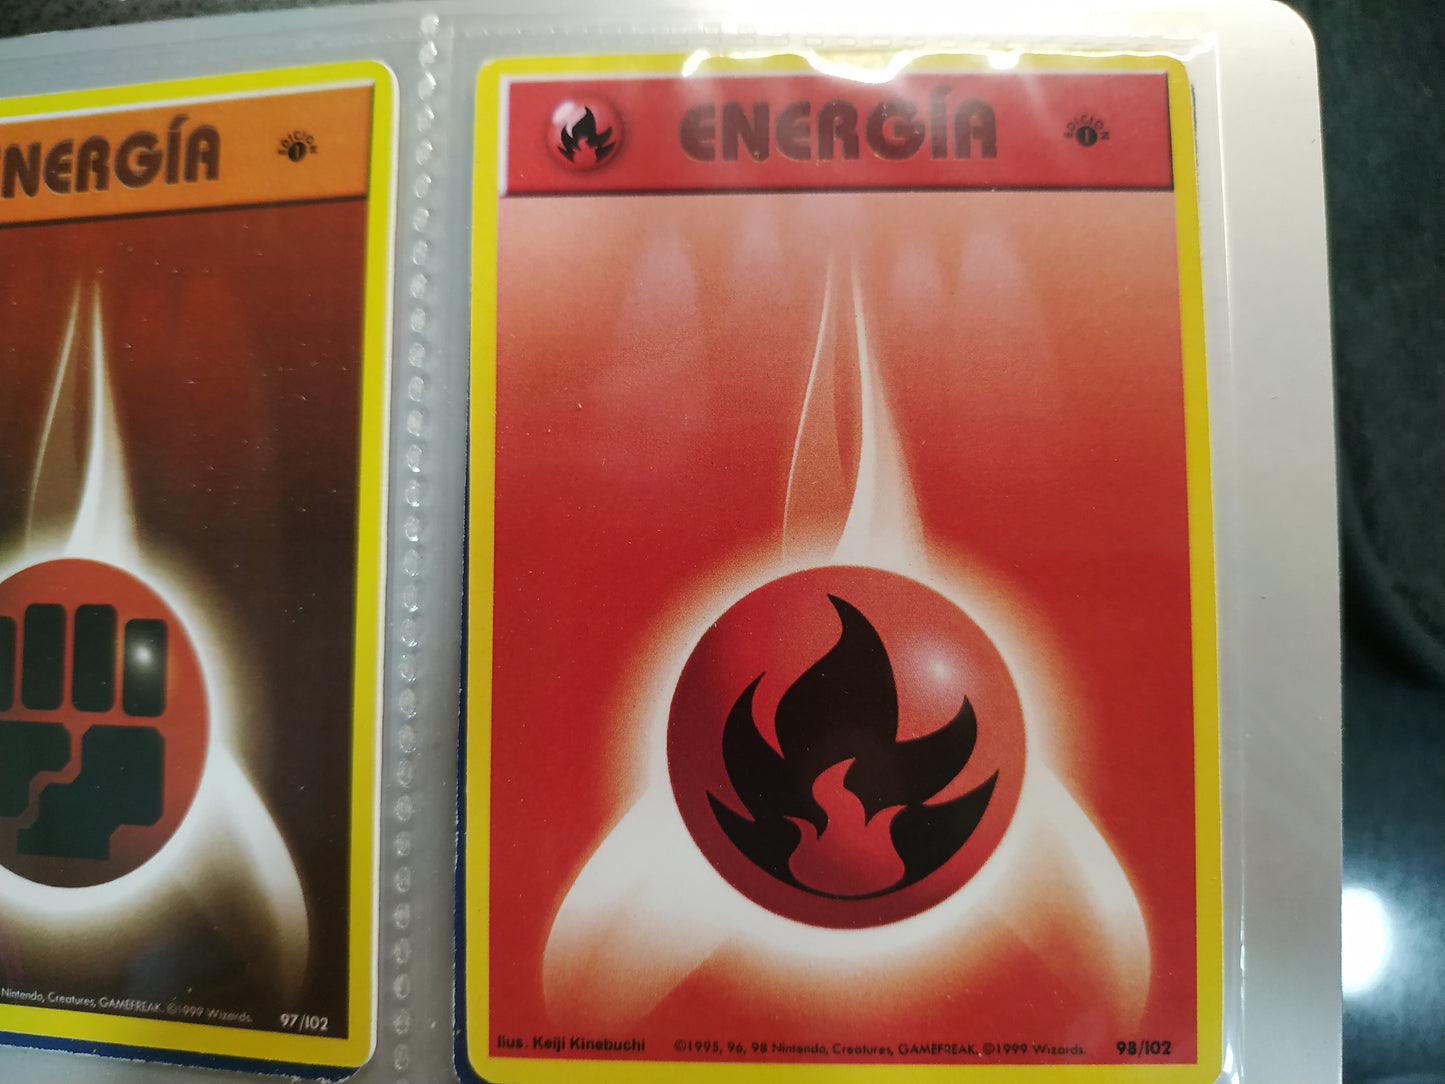 ENERGÍA
EDICIÓN
1
Nintendo, Creatures, GAMEFREAK. ©1999 Wizards.
97/102
ENERGÍA
EDICIÓN
1
Ilus. Keiji Kinebuchi
©1995, 96, 98 Nintendo, Creatures, GAMEFREAK. ©1999 Wizards.
98/102